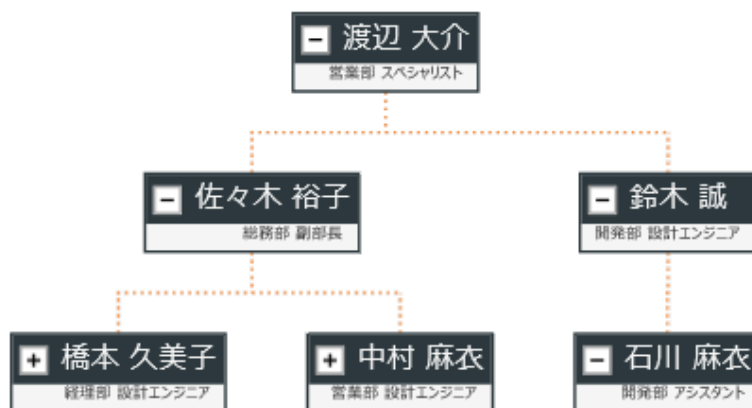 渡辺 大介
営業部 スペシャリスト
佐々木 裕子
総務部 副部長
鈴木 誠
開発部 設計エンジニア
橋本 久美子
経理部 設計エンジニア
中村 麻衣
営業部 設計エンジニア
石川 麻衣
開発部 アシスタント